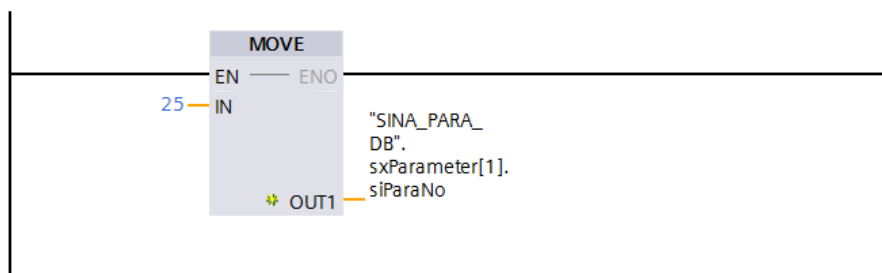 MOVE
EN ENO
25 IN
"SINA_PARA_
DB".
sxParameter[1].
siParaNo
OUT1